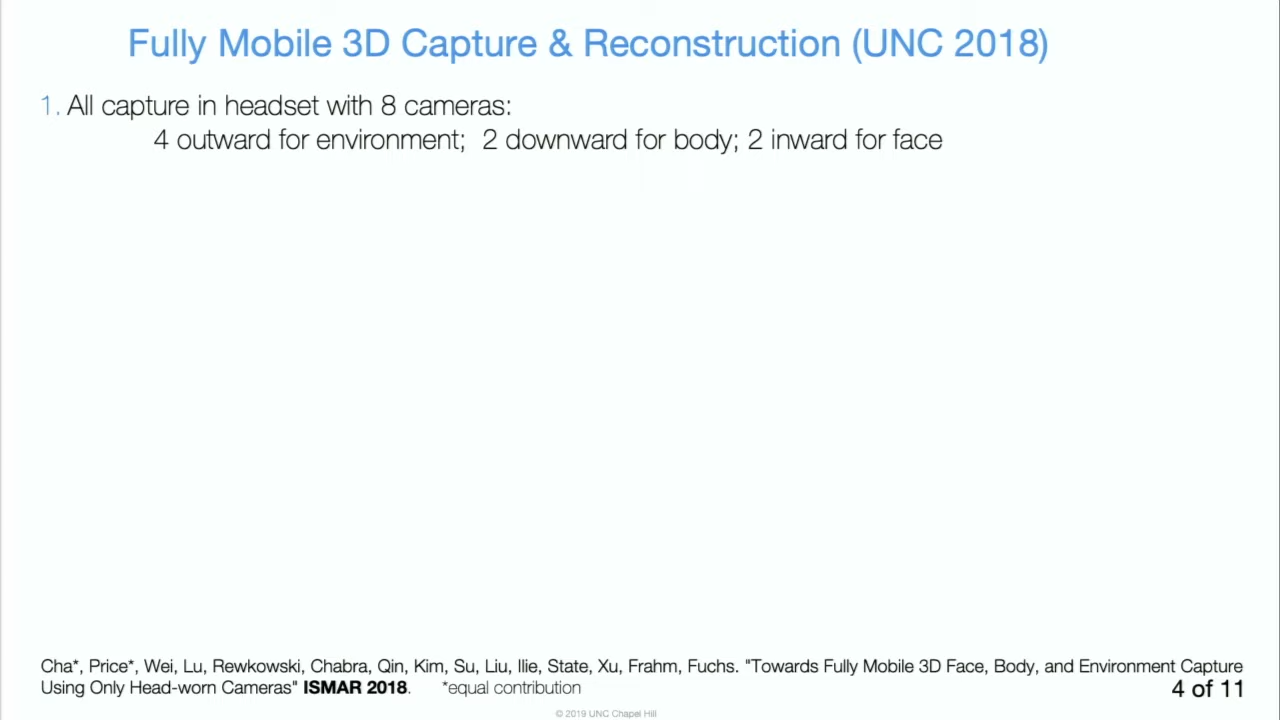 Fully Mobile 3D Capture & Reconstruction (UNC 2018)
1. All capture in headset with 8 cameras:
4 outward for environment; 2 downward for body; 2 inward for face
Cha*, Price*, Wei, Lu, Rewkowski, Chabra, Qin, Kim, Su, Liu, Ilie, State, Xu, Frahm, Fuchs. "Towards Fully Mobile 3D Face, Body, and Environment Capture
Using Only Head-worn Cameras" ISMAR 2018. *equal contribution
4 of 11
© 2019 UNC Chapel Hill